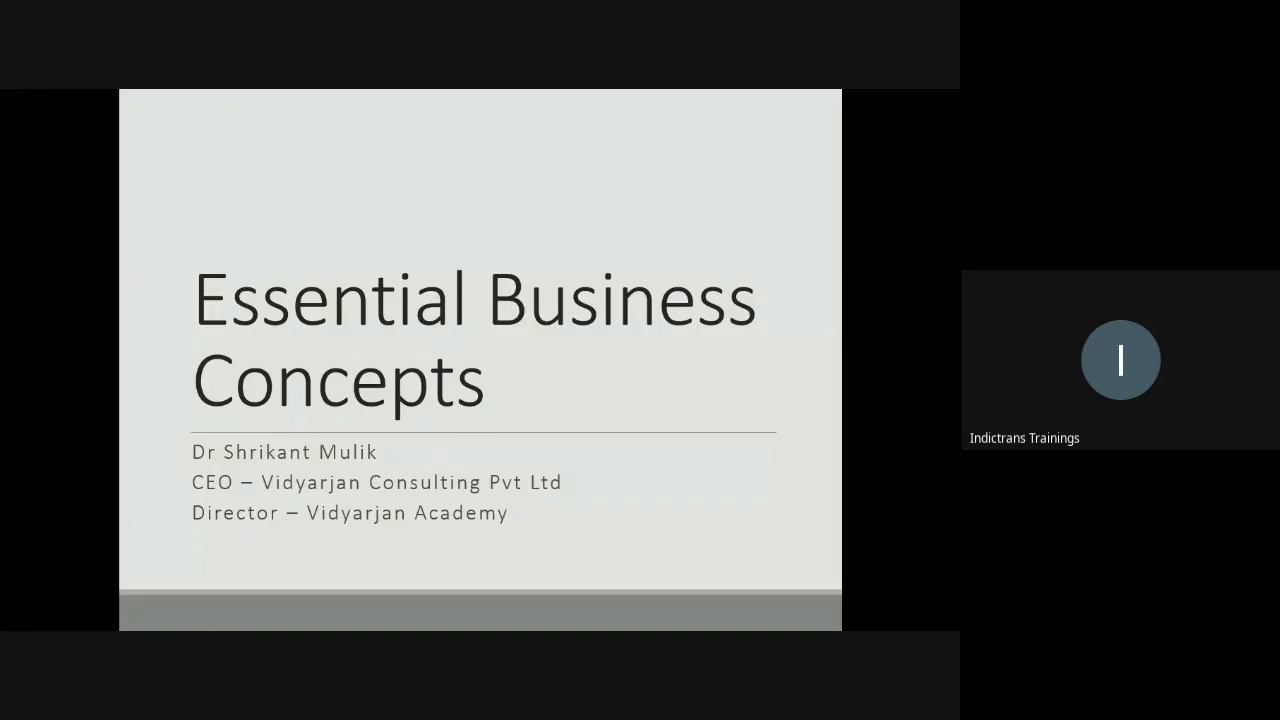 Essential Business
Concepts
Dr Shrikant Mulik
CEO – Vidyarjan Consulting Pvt Ltd
Director – Vidyarjan Academy
I
Indictrans Trainings